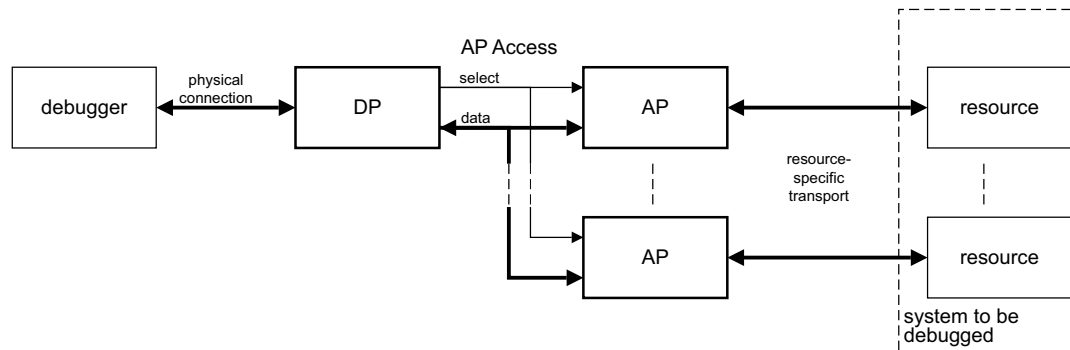 AP Access
physical
connection
select
debugger
DP
AP
resource
data
resource-
specific
transport
AP
resource
system to be
debugged